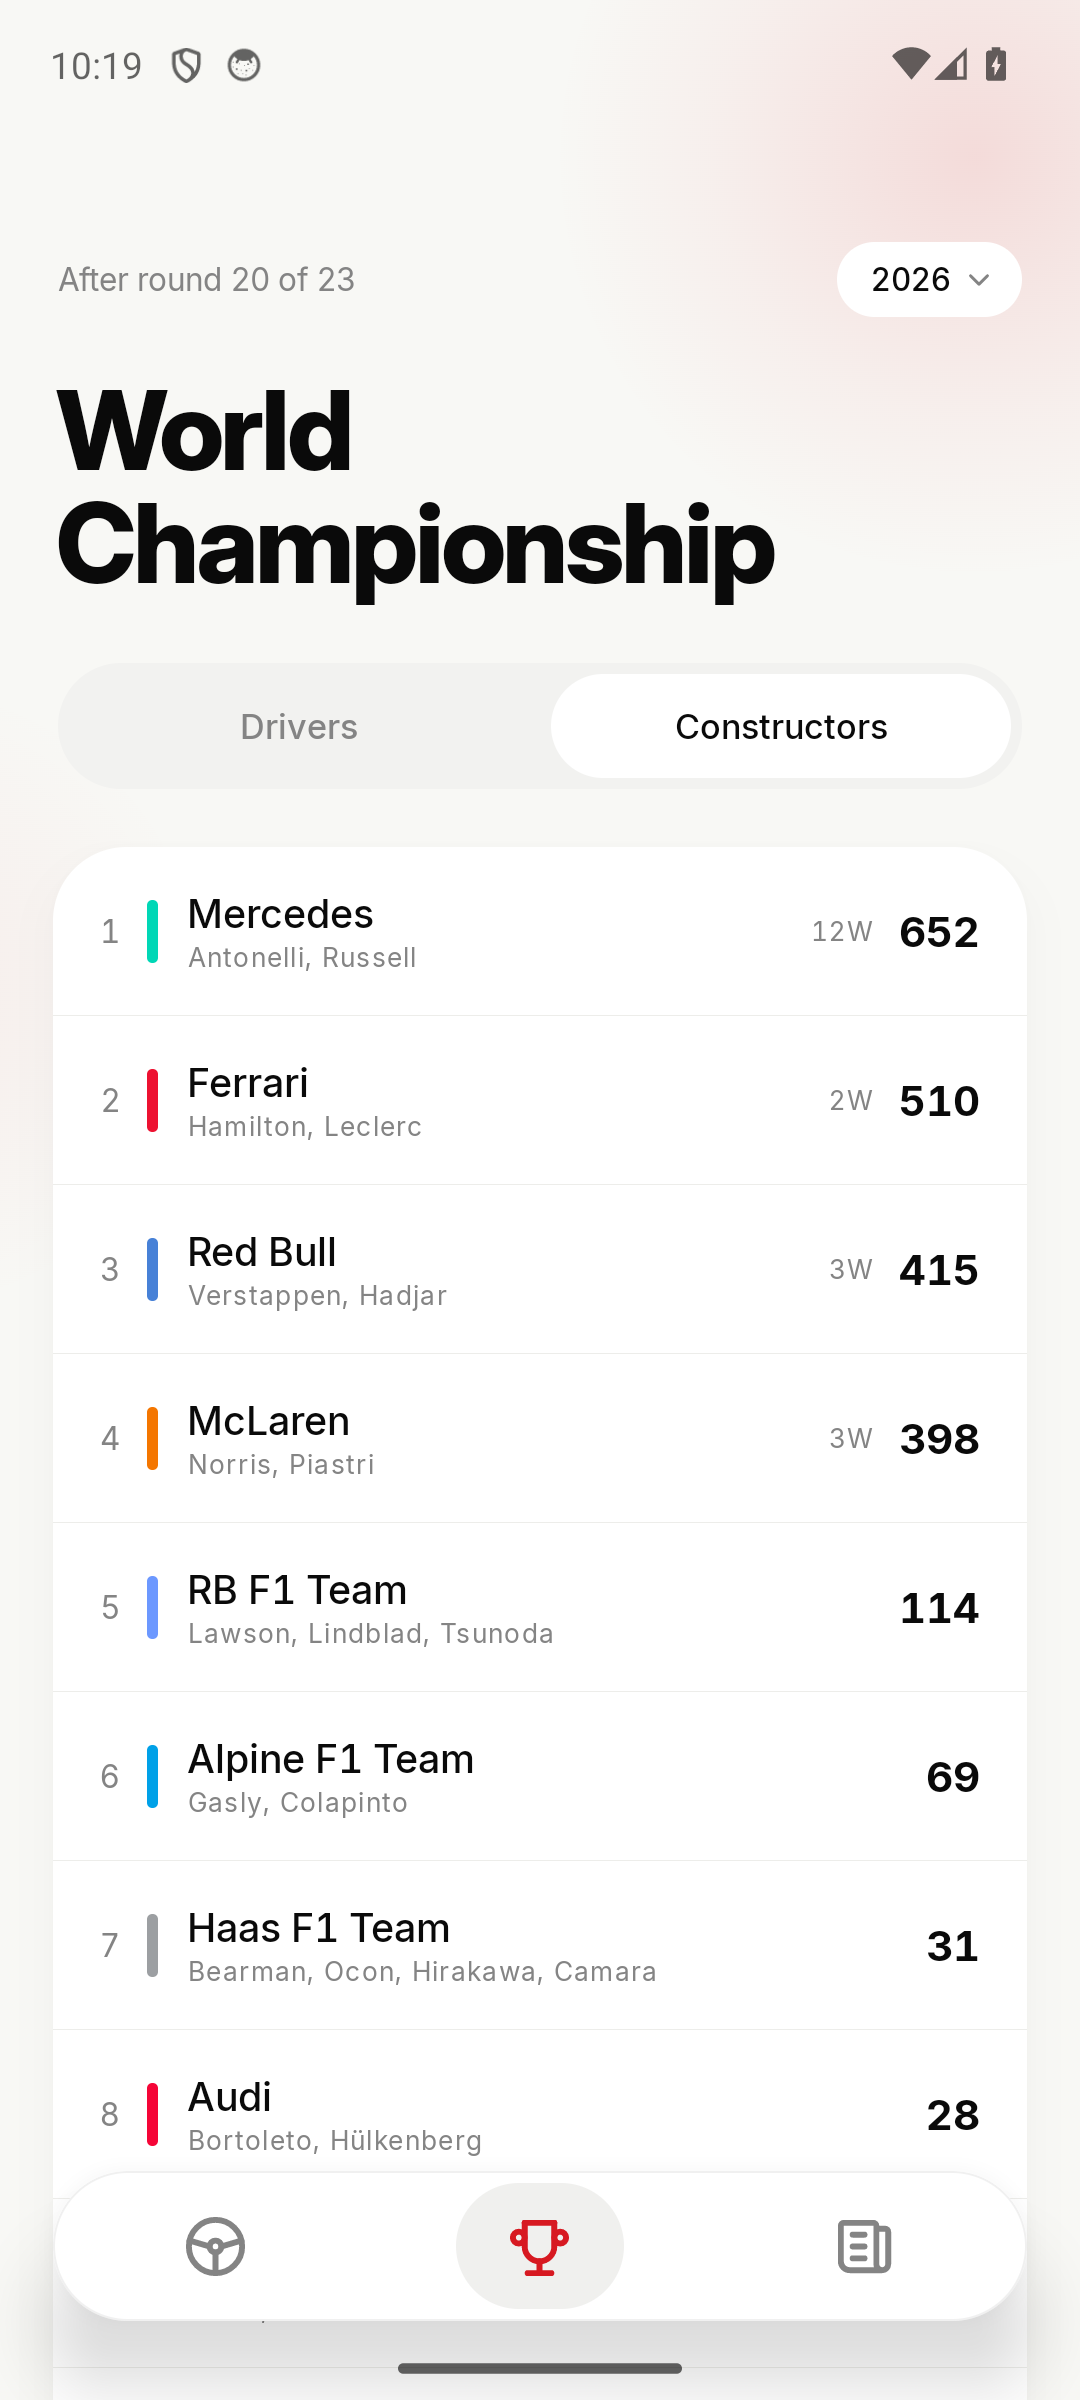 10:19
After round 20 of 23
2026
World
Championship
Drivers
Constructors
1
Mercedes
Antonelli, Russell
12W
652
2
Ferrari
Hamilton, Leclerc
2W
510
3
Red Bull
Verstappen, Hadjar
3W
415
4
McLaren
Norris, Piastri
3W
398
5
RB F1 Team
Lawson, Lindblad, Tsunoda
114
6
Alpine F1 Team
Gasly, Colapinto
69
7
Haas F1 Team
Bearman, Ocon, Hirakawa, Camara
31
8
Audi
Bortoleto, Hülkenberg
28